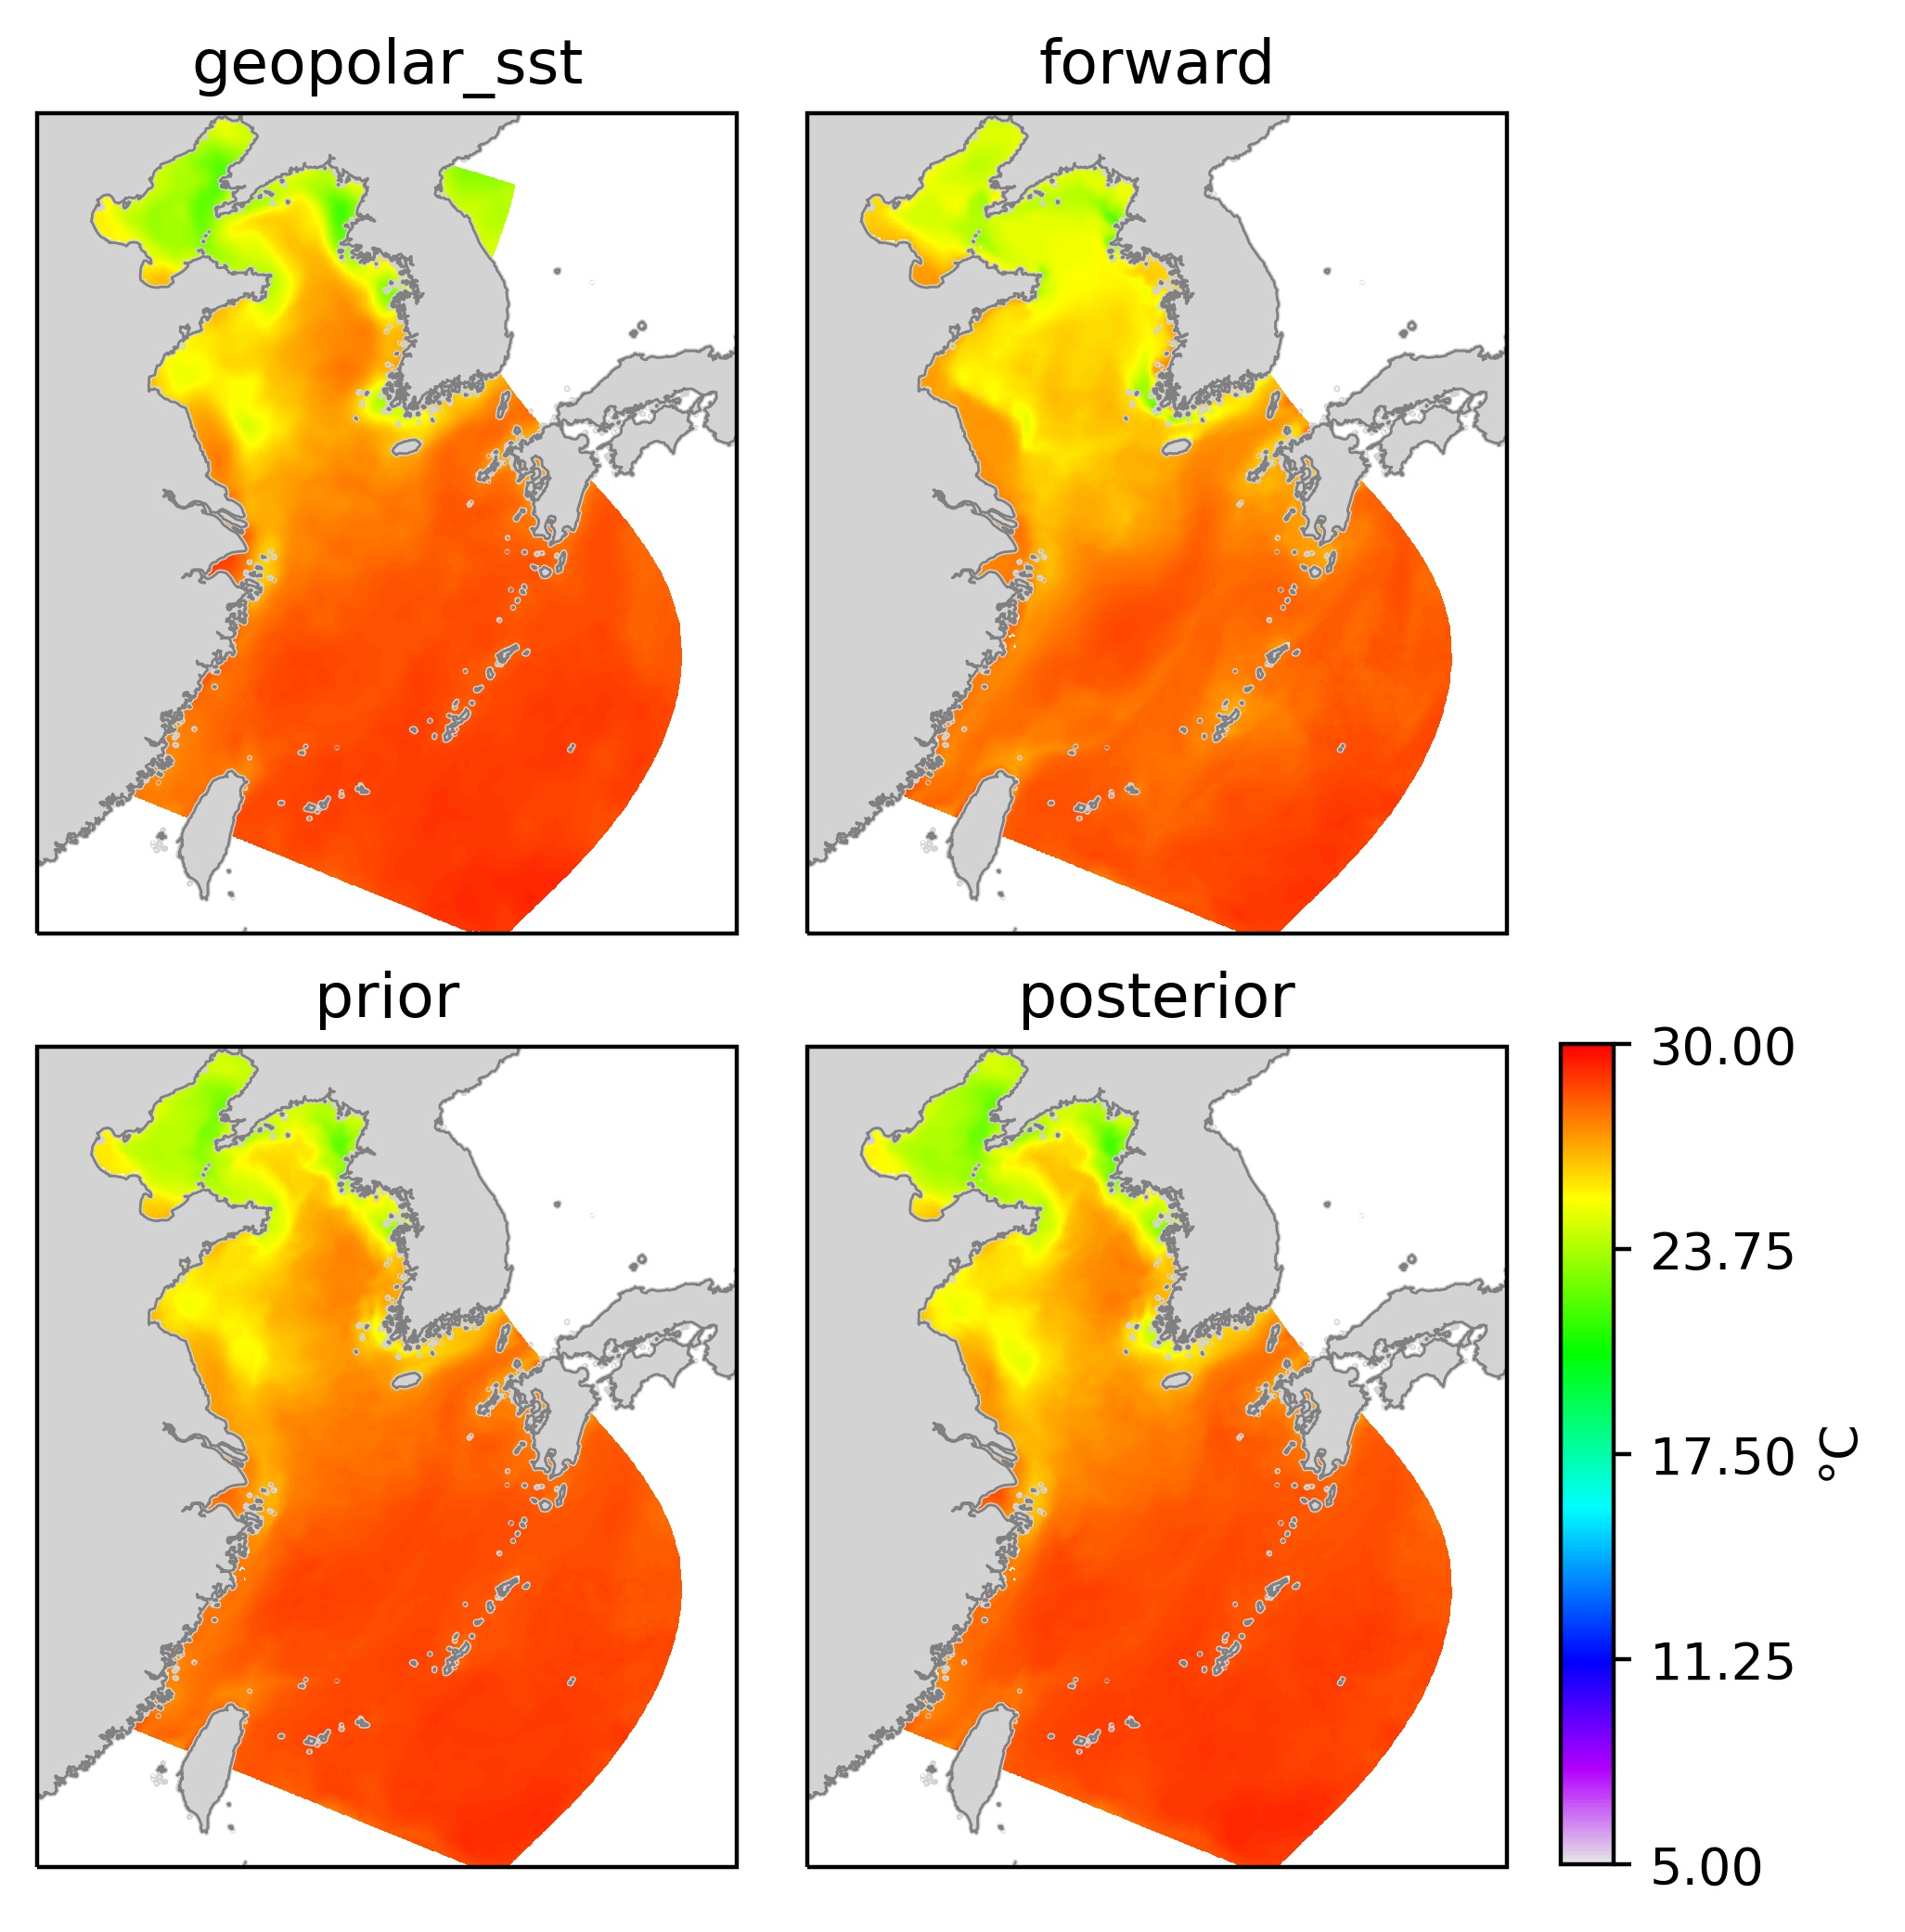 geopolar_sst
forward
prior
posterior
30.00
23.75
17.50
11.25
5.00
°C